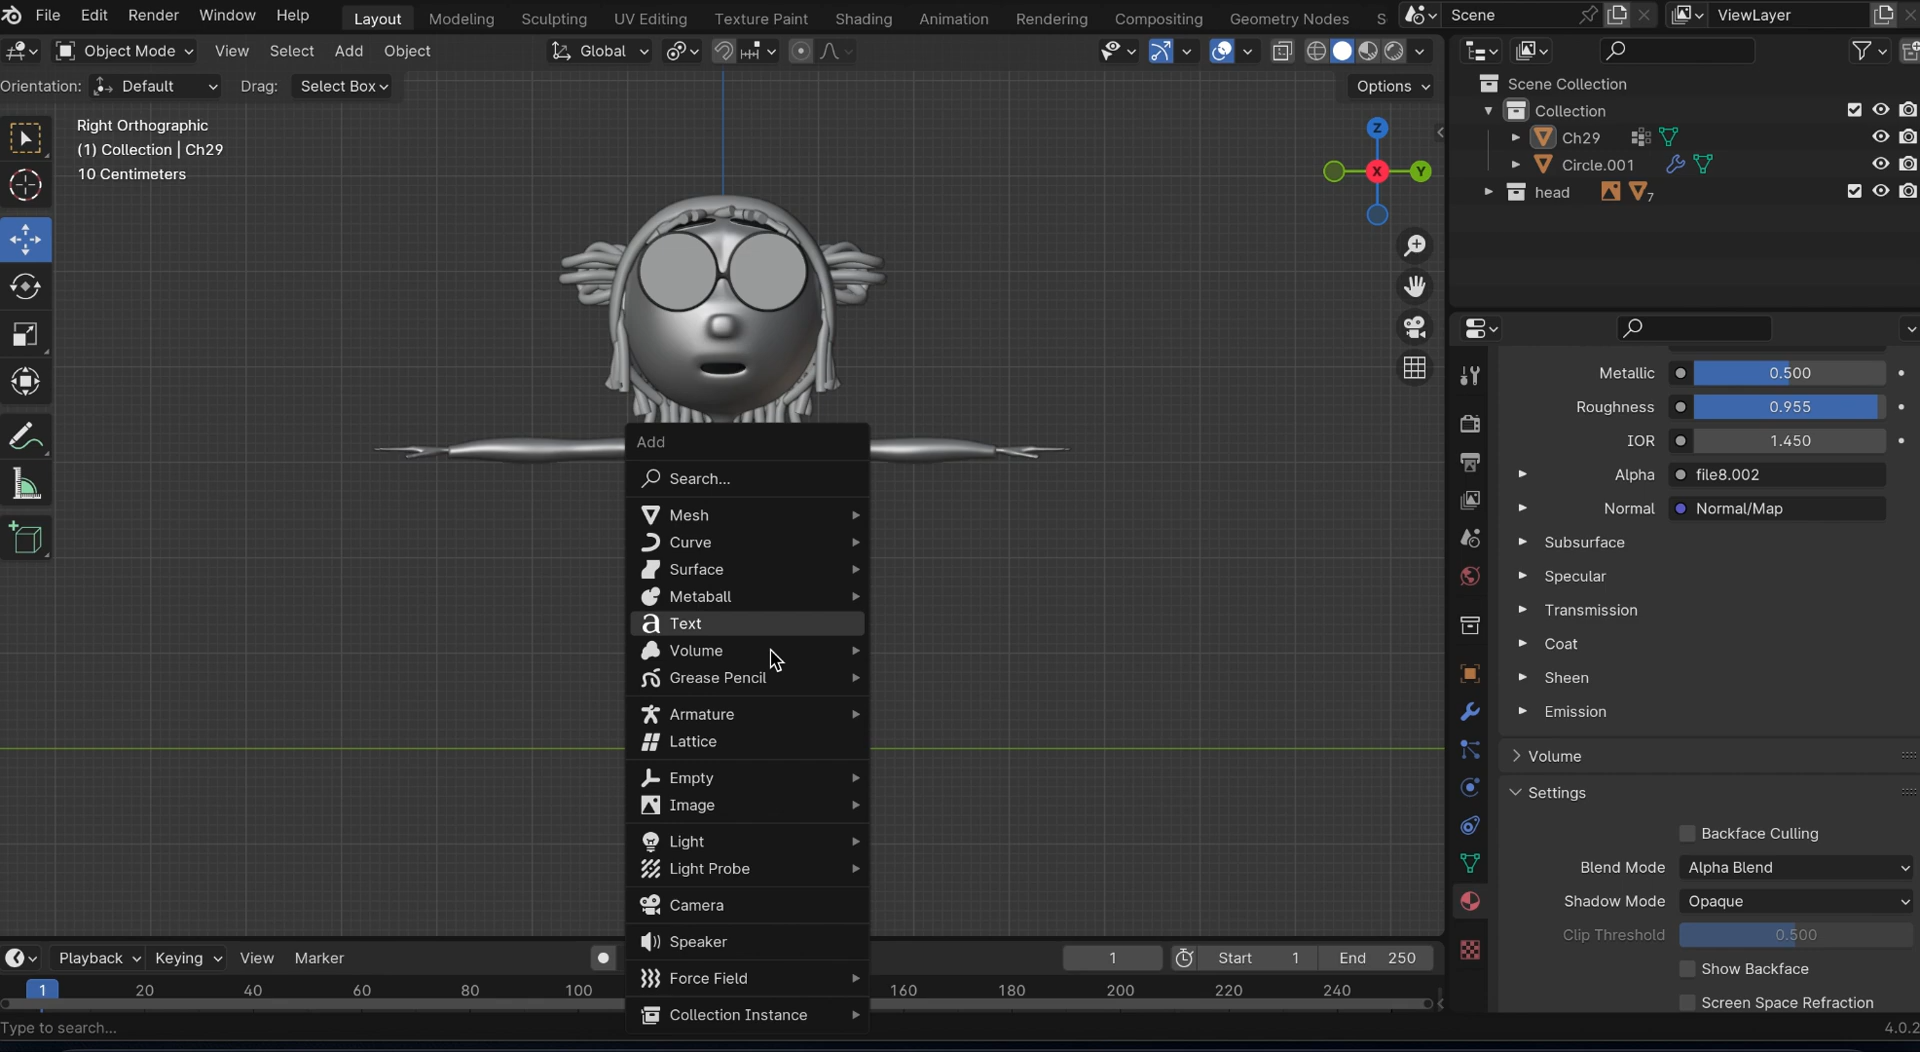 File Edit Render Window Help Layout Modeling Sculpting UV Editing Texture Paint Shading Animation Rendering Compositing Geometry Nodes S Scene ViewLayer
Object Mode View Select Add Object Global
Orientation: Default Drag: Select Box Options
Right Orthographic
(1) Collection | Ch29
10 Centimeters
Z
X
Y
Add
Search...
Mesh
Curve
Surface
Metaball
Text
Volume
Grease Pencil
Armature
Lattice
Empty
Image
Light
Light Probe
Camera
Speaker
Force Field
Collection Instance
Scene Collection
Collection
Ch29
Circle.001
head 7
Metallic 0.500
Roughness 0.955
IOR 1.450
Alpha file8.002
Normal Normal/Map
Subsurface
Specular
Transmission
Coat
Sheen
Emission
Volume
Settings
Backface Culling
Blend Mode Alpha Blend
Shadow Mode Opaque
Clip Threshold 0.500
Show Backface
Screen Space Refraction
Playback Keying View Marker 1 Start 1 End 250
1 20 40 60 80 100 160 180 200 220 240
Type to search... 4.0.2